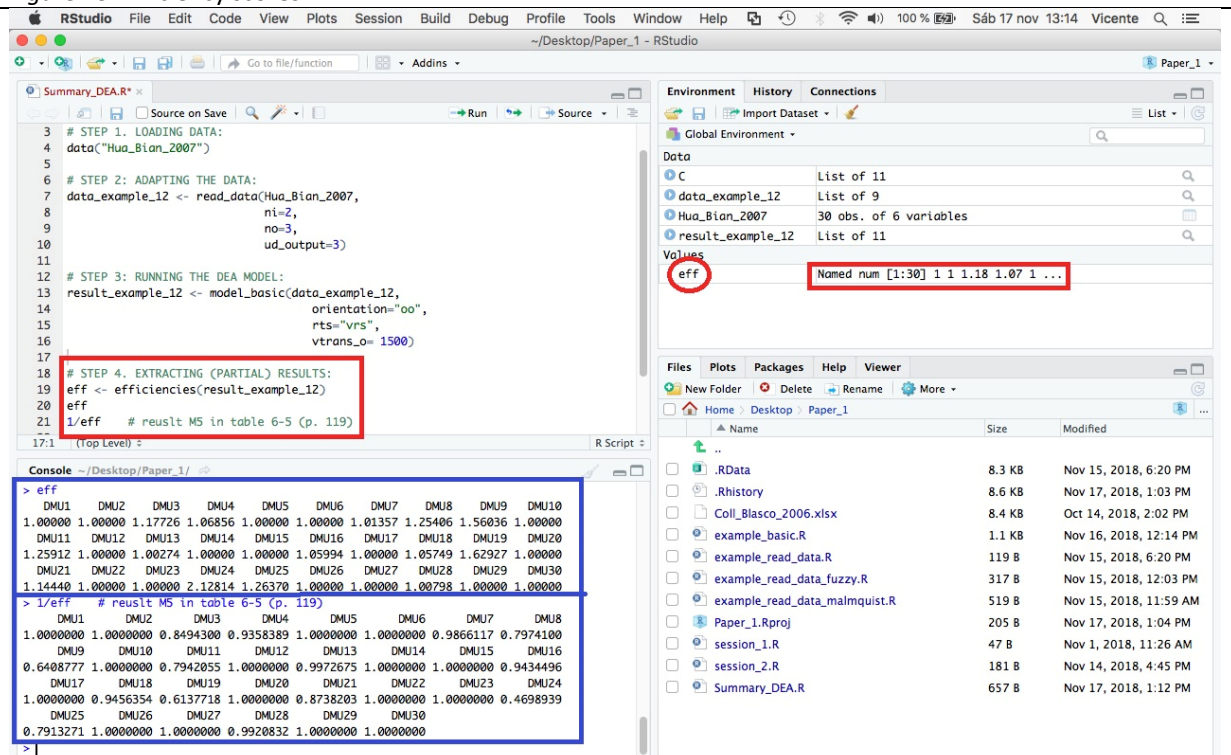 RStudio File Edit Code View Plots Session Build Debug Profile Tools Window Help 100 % Sáb 17 nov 13:14 Vicente
~/Desktop/Paper_1 - RStudio
Go to file/function Addins Paper_1
Summary_DEA.R*
Source on Save Run Source
3 # STEP 1. LOADING DATA:
4 data("Hua_Bian_2007")
5
6 # STEP 2: ADAPTING THE DATA:
7 data_example_12 <- read_data(Hua_Bian_2007,
8 ni=2,
9 no=3,
10 ud_output=3)
11
12 # STEP 3: RUNNING THE DEA MODEL:
13 result_example_12 <- model_basic(data_example_12,
14 orientation="oo",
15 rts="vrs",
16 vtrans_o= 1500)
17
18 # STEP 4. EXTRACTING (PARTIAL) RESULTS:
19 eff <- efficiencies(result_example_12)
20 eff
21 1/eff # reuslt M5 in table 6-5 (p. 119)
17:1 (Top Level) R Script
Console ~/Desktop/Paper_1/
> eff
DMU1 DMU2 DMU3 DMU4 DMU5 DMU6 DMU7 DMU8 DMU9 DMU10
1.00000 1.00000 1.17726 1.06856 1.00000 1.00000 1.01357 1.25406 1.56036 1.00000
DMU11 DMU12 DMU13 DMU14 DMU15 DMU16 DMU17 DMU18 DMU19 DMU20
1.25912 1.00000 1.00274 1.00000 1.00000 1.05994 1.00000 1.05749 1.62927 1.00000
DMU21 DMU22 DMU23 DMU24 DMU25 DMU26 DMU27 DMU28 DMU29 DMU30
1.14440 1.00000 1.00000 2.12814 1.26370 1.00000 1.00000 1.00798 1.00000 1.00000
> 1/eff # reuslt M5 in table 6-5 (p. 119)
DMU1 DMU2 DMU3 DMU4 DMU5 DMU6 DMU7 DMU8
1.0000000 1.0000000 0.8494300 0.9358389 1.0000000 1.0000000 0.9866117 0.7974100
DMU9 DMU10 DMU11 DMU12 DMU13 DMU14 DMU15 DMU16
0.6408777 1.0000000 0.7942055 1.0000000 0.9972675 1.0000000 1.0000000 0.9434496
DMU17 DMU18 DMU19 DMU20 DMU21 DMU22 DMU23 DMU24
1.0000000 0.9456354 0.6137718 1.0000000 0.8738203 1.0000000 1.0000000 0.4698939
DMU25 DMU26 DMU27 DMU28 DMU29 DMU30
0.7913271 1.0000000 1.0000000 0.9920832 1.0000000 1.0000000
>
Environment History Connections
Import Dataset List
Global Environment
Data
C List of 11
data_example_12 List of 9
Hua_Bian_2007 30 obs. of 6 variables
result_example_12 List of 11
Values
eff Named num [1:30] 1 1 1.18 1.07 1 ...
Files Plots Packages Help Viewer
New Folder Delete Rename More
Home Desktop Paper_1 ...
Name Size Modified
..
.RData 8.3 KB Nov 15, 2018, 6:20 PM
.Rhistory 8.6 KB Nov 17, 2018, 1:03 PM
Coll_Blasco_2006.xlsx 8.4 KB Oct 14, 2018, 2:02 PM
example_basic.R 1.1 KB Nov 16, 2018, 12:14 PM
example_read_data.R 119 B Nov 15, 2018, 6:20 PM
example_read_data_fuzzy.R 317 B Nov 15, 2018, 12:03 PM
example_read_data_malmquist.R 519 B Nov 15, 2018, 11:59 AM
Paper_1.Rproj 205 B Nov 17, 2018, 1:04 PM
session_1.R 47 B Nov 1, 2018, 11:26 AM
session_2.R 181 B Nov 14, 2018, 4:45 PM
Summary_DEA.R 657 B Nov 17, 2018, 1:12 PM